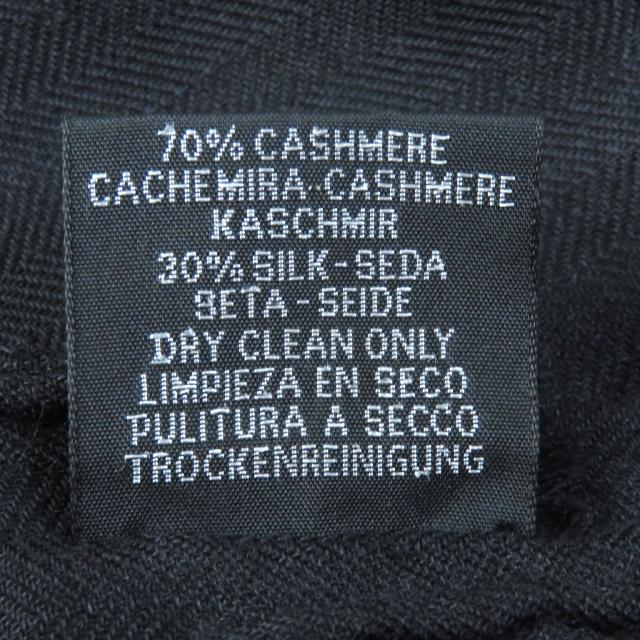 70% CASHMERE
CACHEMIRA-CASHMERE
KASCHMIR
30% SILK-SEDA
SETA-SEIDE
DRY CLEAN ONLY
LIMPIEZA EN SECO
PULITURA A SECCO
TROCKENREINIGUNG